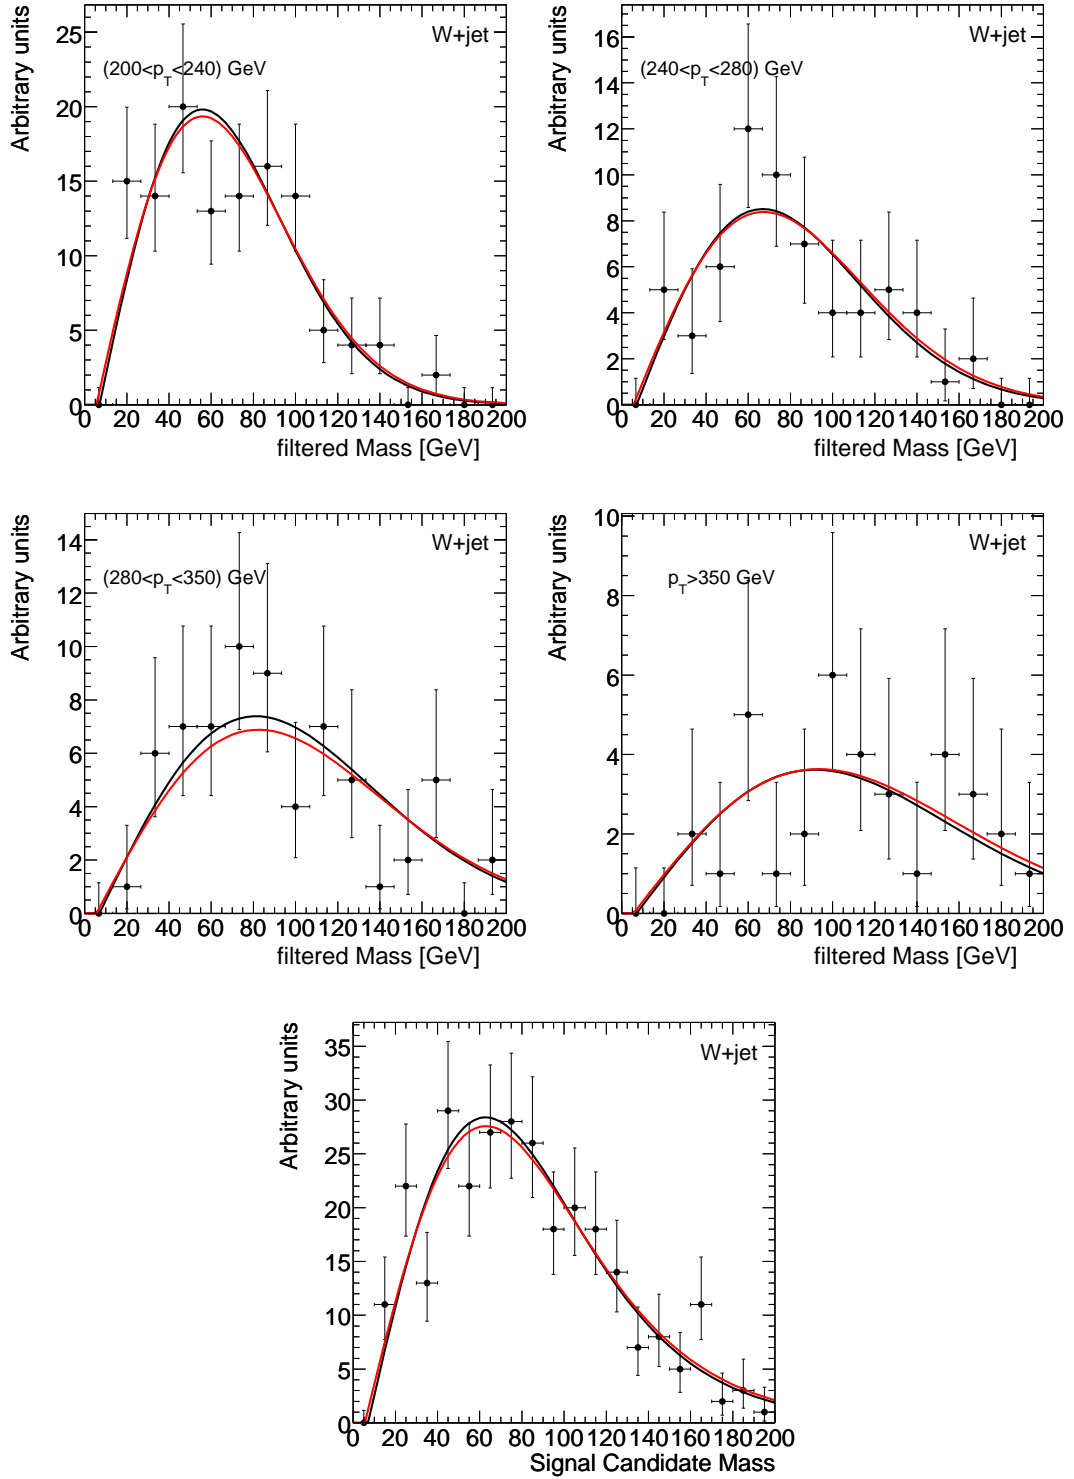 Arbitrary units
W+jet
(200<p_T<240) GeV
25
20
15
10
5
0
0 20 40 60 80 100 120 140 160 180 200
filtered Mass [GeV]
Arbitrary units
W+jet
(240<p_T<280) GeV
16
14
12
10
8
6
4
2
0
0 20 40 60 80 100 120 140 160 180 200
filtered Mass [GeV]
Arbitrary units
W+jet
(280<p_T<350) GeV
14
12
10
8
6
4
2
0
0 20 40 60 80 100 120 140 160 180 200
filtered Mass [GeV]
Arbitrary units
W+jet
p_T>350 GeV
10
8
6
4
2
0
0 20 40 60 80 100 120 140 160 180 200
filtered Mass [GeV]
Arbitrary units
W+jet
35
30
25
20
15
10
5
0
0 20 40 60 80 100 120 140 160 180 200
Signal Candidate Mass